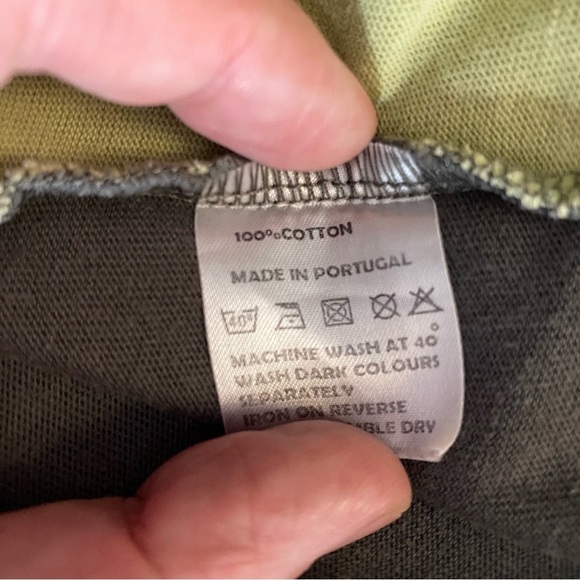 100%COTTON
MADE IN PORTUGAL
40°
MACHINE WASH AT 40°
WASH DARK COLOURS
SEPARATELY
IRON ON REVERSE
DRY